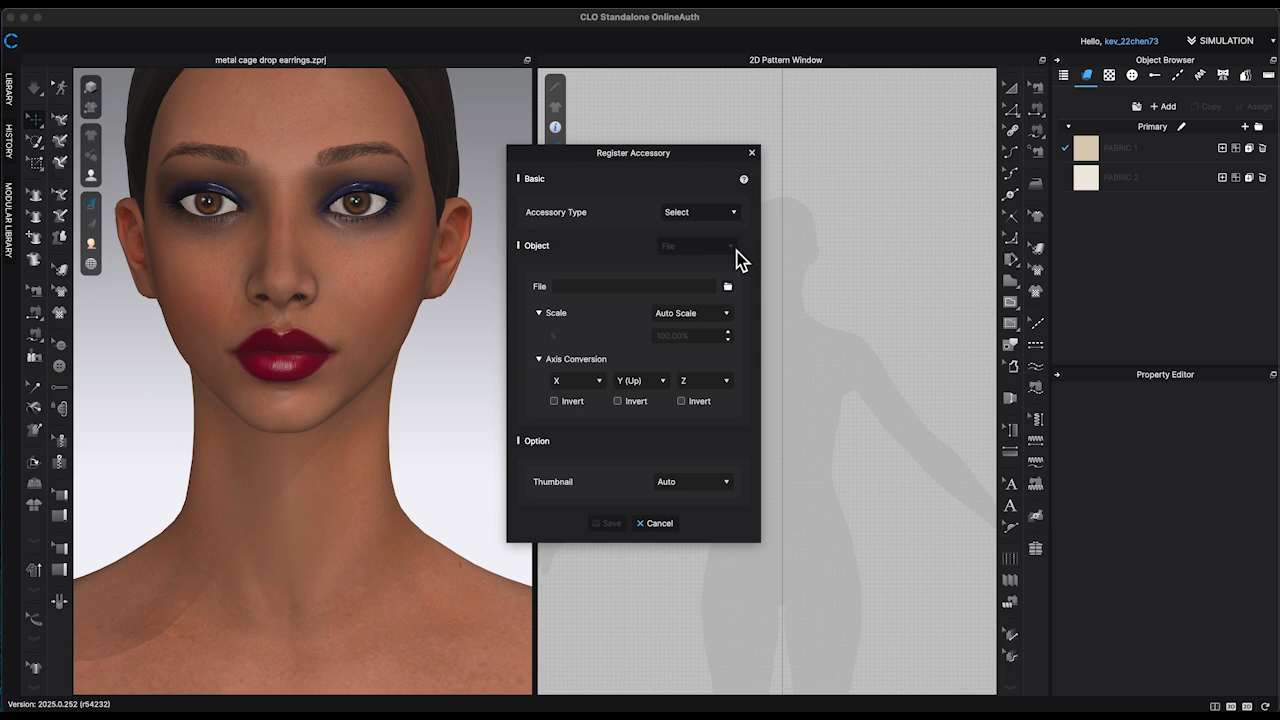 CLO Standalone OnlineAuth
Hello, kev_22chen73
SIMULATION
metal cage drop earrings.zprj
2D Pattern Window
Object Browser
LIBRARY
HISTORY
MODULAR LIBRARY
+ Add
Copy
Assign
Primary
FABRIC 1
FABRIC 2
Register Accessory
Basic
Accessory Type
Select
Object
File
File
Scale
Auto Scale
%
100.00%
Axis Conversion
X
Y (Up)
Z
Invert
Invert
Invert
Option
Thumbnail
Auto
Save
Cancel
Property Editor
A
A
Version: 2025.0.252 (r54232)
3D
2D